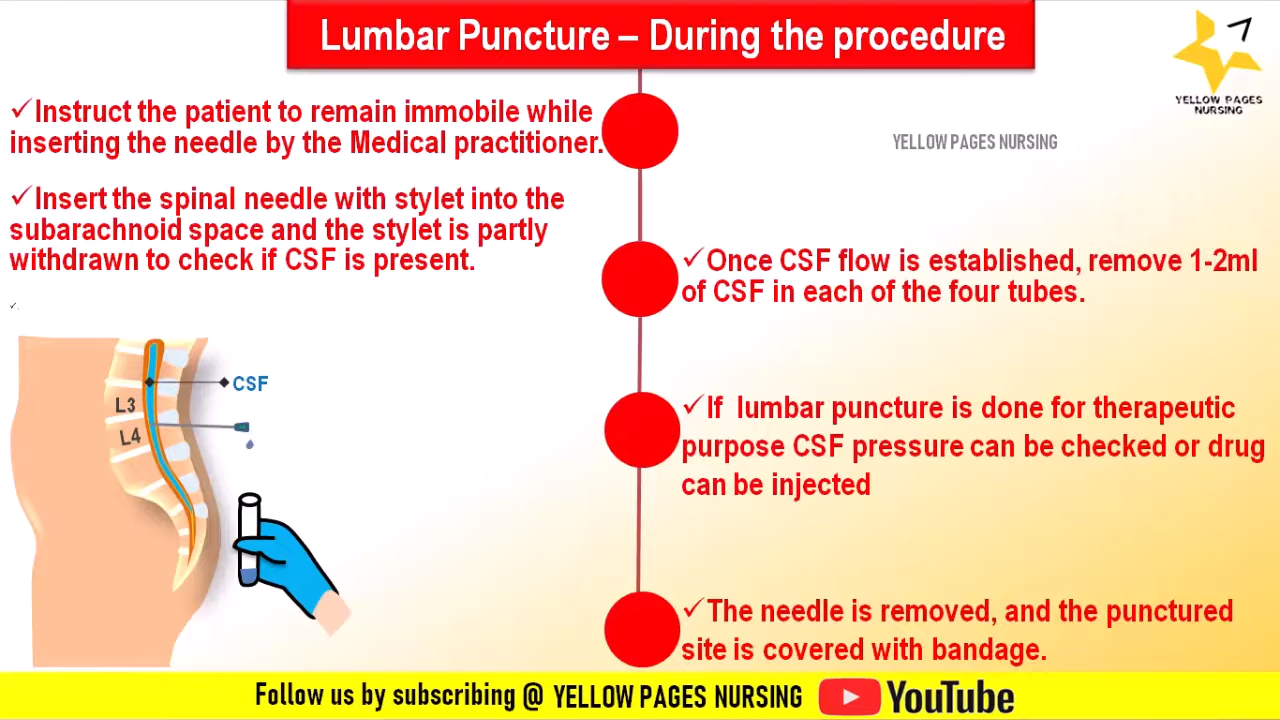 Lumbar Puncture – During the procedure
YELLOW PAGES
NURSING
✓Instruct the patient to remain immobile while
inserting the needle by the Medical practitioner.
YELLOW PAGES NURSING
✓Insert the spinal needle with stylet into the
subarachnoid space and the stylet is partly
withdrawn to check if CSF is present.
✓.
✓Once CSF flow is established, remove 1-2ml
of CSF in each of the four tubes.
CSF
L3
L4
✓If lumbar puncture is done for therapeutic
purpose CSF pressure can be checked or drug
can be injected
✓The needle is removed, and the punctured
site is covered with bandage.
Follow us by subscribing @ YELLOW PAGES NURSING YouTube